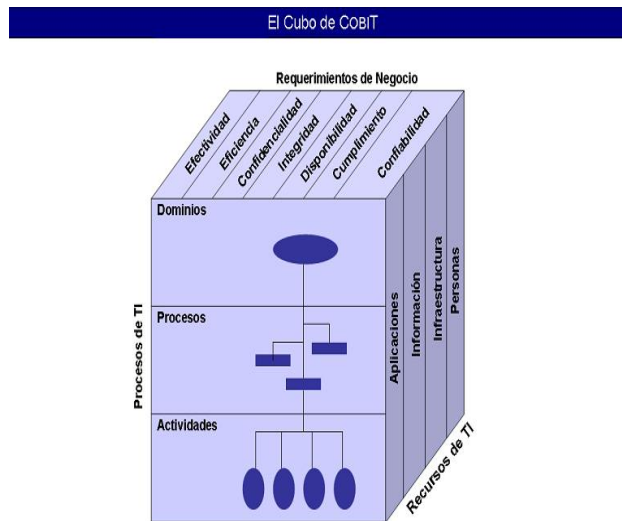 El Cubo de COBIT
Requerimientos de Negocio
Efectividad
Eficiencia
Confidencialidad
Integridad
Disponibilidad
Cumplimiento
Confiabilidad
Dominios
Procesos
Actividades
Procesos de TI
Aplicaciones
Información
Infraestructura
Personas
Recursos de TI